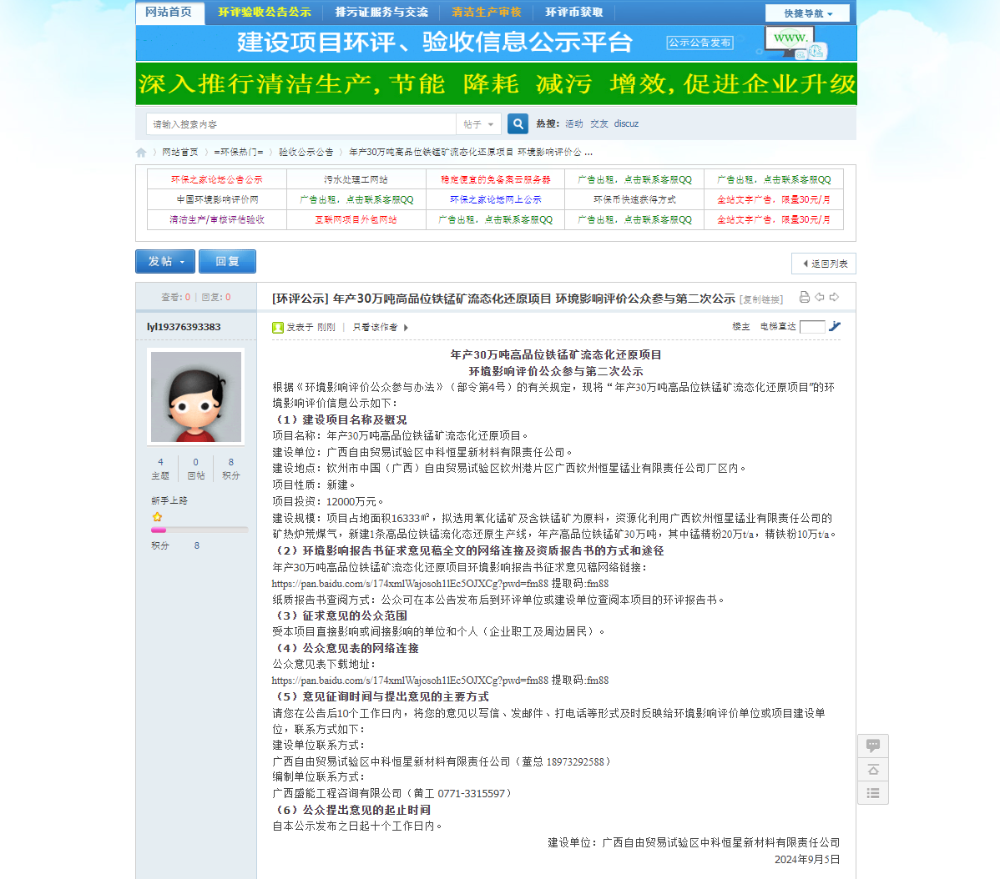 网站首页 环评验收公告公示 排污证服务与交流 清洁生产审核 环评币获取 快捷导航
建设项目环评、验收信息公示平台 公示公告发布 WWW.
深入推行清洁生产,节能 降耗 减污 增效,促进企业升级
请输入搜索内容 帖子 热搜: 活动 交友 discuz
网站首页 〉 =环保热门= 〉 验收公示公告 〉 年产30万吨高品位铁锰矿流态化还原项目 环境影响评价公 ...
环保之家论坛公告公示 污水处理工网站 稳定便宜的免备案云服务器 广告出租，点击联系客服QQ 广告出租，点击联系客服QQ
中国环境影响评价网 广告出租，点击联系客服QQ 环保之家论坛网上公示 环保币快速获得方式 全站文字广告，限量30元/月
清洁生产/审核评估验收 互联网项目外包网站 广告出租，点击联系客服QQ 广告出租，点击联系客服QQ 全站文字广告，限量30元/月
发帖 回复 返回列表
查看: 0 | 回复: 0
[环评公示] 年产30万吨高品位铁锰矿流态化还原项目 环境影响评价公众参与第二次公示 [复制链接]
lyl19376393383
发表于 刚刚 | 只看该作者 楼主 电梯直达
4 0 8
主题 回帖 积分
新手上路
积分 8
年产30万吨高品位铁锰矿流态化还原项目
环境影响评价公众参与第二次公示
根据《环境影响评价公众参与办法》（部令第4号）的有关规定，现将“年产30万吨高品位铁锰矿流态化还原项目”的环
境影响评价信息公示如下：
（1）建设项目名称及概况
项目名称：年产30万吨高品位铁锰矿流态化还原项目。
建设单位：广西自由贸易试验区中科恒星新材料有限责任公司。
建设地点：钦州市中国（广西）自由贸易试验区钦州港片区广西钦州恒星锰业有限责任公司厂区内。
项目性质：新建。
项目投资：12000万元。
建设规模：项目占地面积16333㎡，拟选用氧化锰矿及含铁锰矿为原料，资源化利用广西钦州恒星锰业有限责任公司的
矿热炉荒煤气，新建1条高品位铁锰流化态还原生产线，年产高品位铁锰矿30万吨，其中锰精粉20万t/a，精铁粉10万t/a。
（2）环境影响报告书征求意见稿全文的网络连接及资质报告书的方式和途径
年产30万吨高品位铁锰矿流态化还原项目环境影响报告书征求意见稿网络链接：
https://pan.baidu.com/s/174xmlWajosoh1lEc5OJXCg?pwd=fm88 提取码:fm88
纸质报告书查阅方式：公众可在本公告发布后到环评单位或建设单位查阅本项目的环评报告书。
（3）征求意见的公众范围
受本项目直接影响或间接影响的单位和个人（企业职工及周边居民）。
（4）公众意见表的网络连接
公众意见表下载地址：
https://pan.baidu.com/s/174xmlWajosoh1lEc5OJXCg?pwd=fm88 提取码:fm88
（5）意见征询时间与提出意见的主要方式
请您在公告后10个工作日内，将您的意见以写信、发邮件、打电话等形式及时反映给环境影响评价单位或项目建设单
位，联系方式如下：
建设单位联系方式：
广西自由贸易试验区中科恒星新材料有限责任公司（董总 18973292588）
编制单位联系方式：
广西盛能工程咨询有限公司（黄工 0771-3315597）
（6）公众提出意见的起止时间
自本公示发布之日起十个工作日内。
建设单位：广西自由贸易试验区中科恒星新材料有限责任公司
2024年9月5日